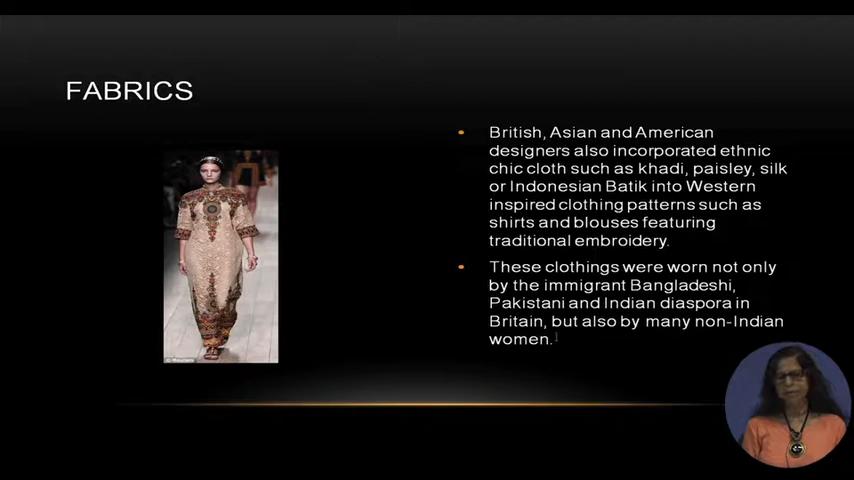 FABRICS
British, Asian and American
designers also incorporated ethnic
chic cloth such as khadi, paisley, silk
or Indonesian Batik into Western
inspired clothing patterns such as
shirts and blouses featuring
traditional embroidery.
These clothings were worn not only
by the immigrant Bangladeshi,
Pakistani and Indian diaspora in
Britain, but also by many non-Indian
women.